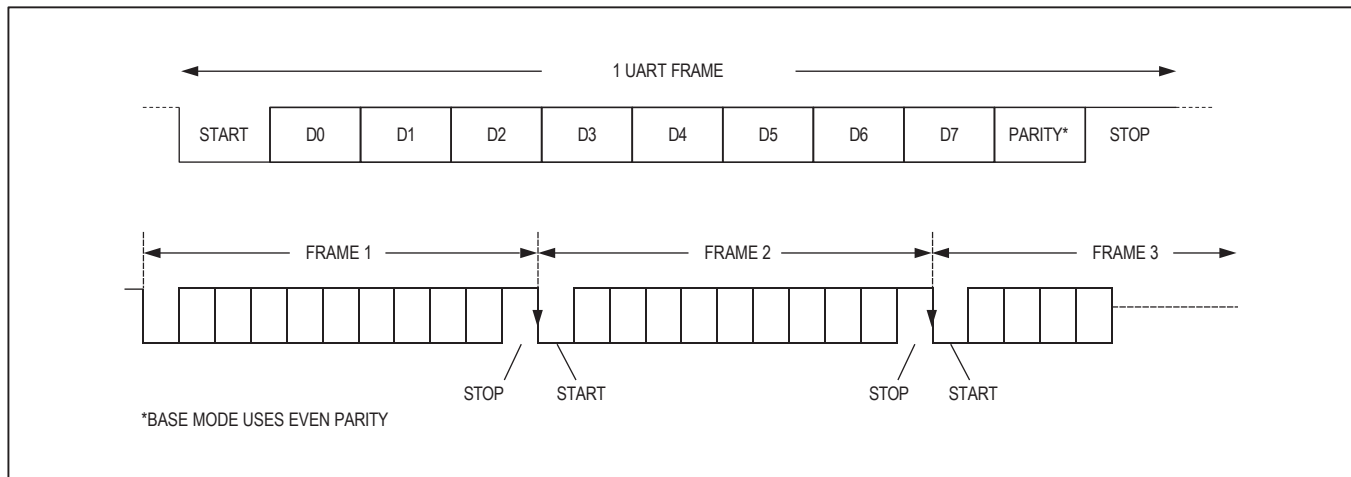 1 UART FRAME
START D0 D1 D2 D3 D4 D5 D6 D7 PARITY* STOP
FRAME 1 FRAME 2 FRAME 3
STOP START STOP START
*BASE MODE USES EVEN PARITY